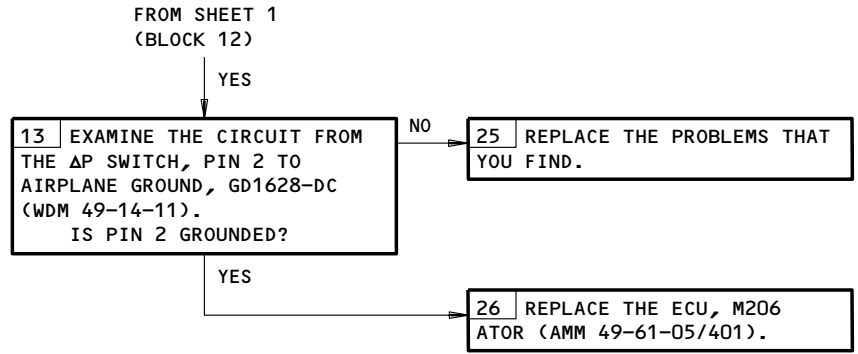 FROM SHEET 1
(BLOCK 12)
YES
13 EXAMINE THE CIRCUIT FROM
THE ΔP SWITCH, PIN 2 TO
AIRPLANE GROUND, GD1628-DC
(WDM 49-14-11).
IS PIN 2 GROUNDED?
NO
25 REPLACE THE PROBLEMS THAT
YOU FIND.
YES
26 REPLACE THE ECU, M206
ATOR (AMM 49-61-05/401).